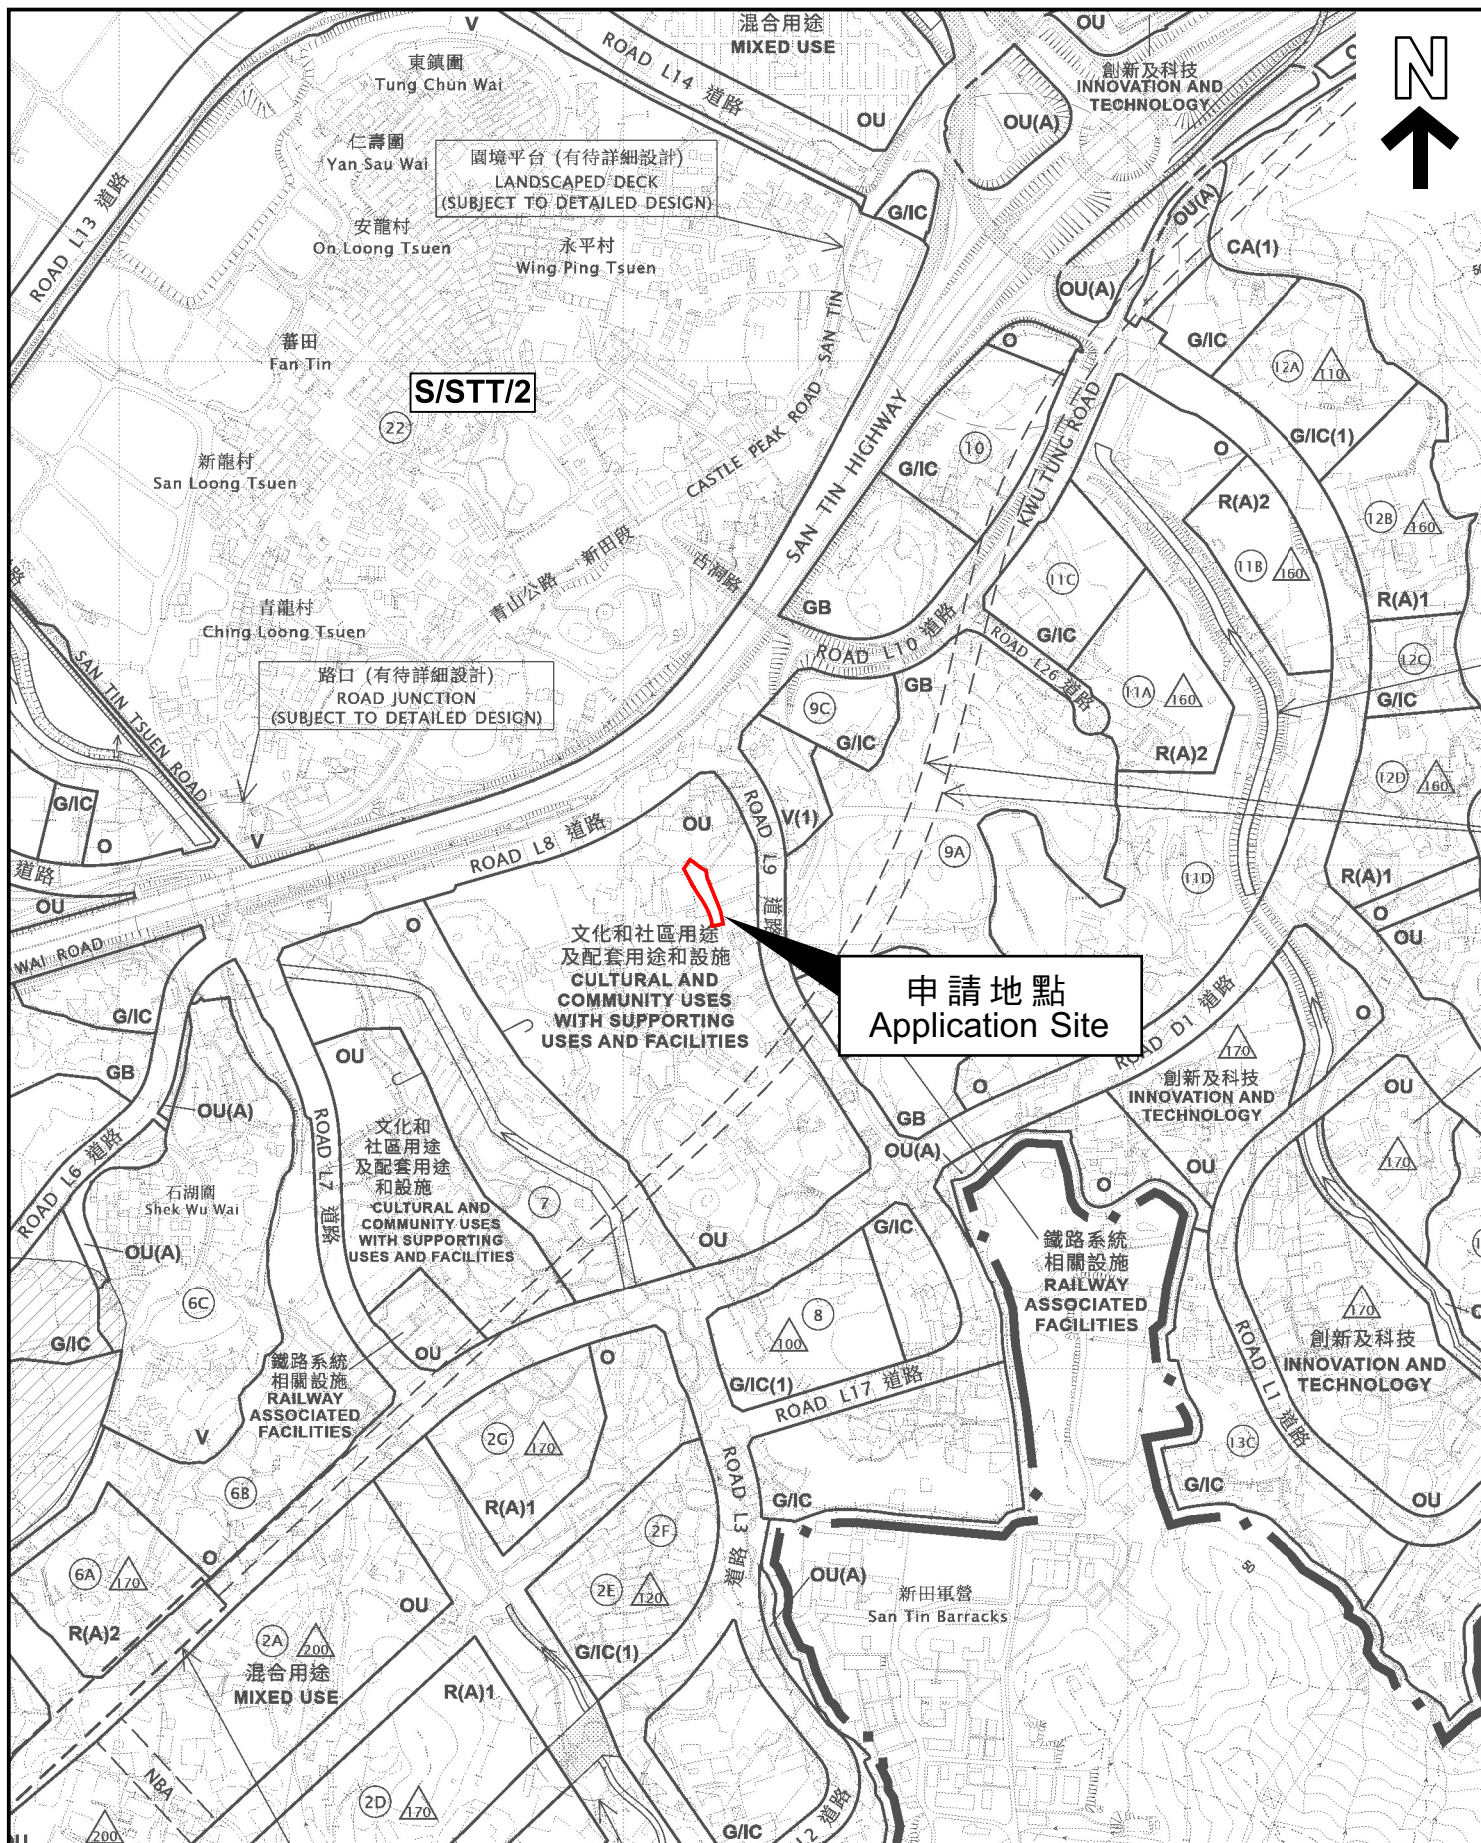 V
混合用途
MIXED USE
OU
東鎮圍
Tung Chun Wai
ROAD L14 道路
創新及科技
INNOVATION AND
TECHNOLOGY
N
OU
OU(A)
仁壽圍
Yan Sau Wai
園境平台 (有待詳細設計)
LANDSCAPED DECK
(SUBJECT TO DETAILED DESIGN)
ROAD L13 道路
G/IC
OU(A)
安龍村
On Loong Tsuen
永平村
Wing Ping Tsuen
CA(1)
OU(A)
蕃田
Fan Tin
O
G/IC
12A
110
S/STT/2
22
CASTLE PEAK ROAD - SAN TIN
青山公路 - 新田段
SAN TIN HIGHWAY
KWU TUNG ROAD
古洞路
10
G/IC
O
G/IC(1)
新龍村
San Loong Tsuen
R(A)2
12B
160
11B
160
11C
R(A)1
青龍村
Ching Loong Tsuen
GB
G/IC
ROAD L10 道路
ROAD L26 道路
12C
路口 (有待詳細設計)
ROAD JUNCTION
(SUBJECT TO DETAILED DESIGN)
SAN TIN TSUEN ROAD
GB
9C
G/IC
11A
160
G/IC
R(A)2
12D
160
G/IC
O
V
ROAD L8 道路
OU
ROAD L9 道路
V(1)
9A
11D
道路
OU
R(A)1
O
OU
WAI ROAD
O
文化和社區用途
及配套用途和設施
CULTURAL AND
COMMUNITY USES
WITH SUPPORTING
USES AND FACILITIES
申請地點
Application Site
G/IC
OU
GB
OU(A)
ROAD L6 道路
ROAD L7 道路
ROAD D1 道路
O
170
創新及科技
INNOVATION AND
TECHNOLOGY
O
OU
GB
OU(A)
OU
170
文化和
社區用途
及配套用途
和設施
CULTURAL AND
COMMUNITY USES
WITH SUPPORTING
USES AND FACILITIES
石湖圍
Shek Wu Wai
7
O
OU(A)
OU
G/IC
鐵路系統
相關設施
RAILWAY
ASSOCIATED
FACILITIES
6C
8
100
170
創新及科技
INNOVATION AND
TECHNOLOGY
G/IC
OU
O
鐵路系統
相關設施
RAILWAY
ASSOCIATED
FACILITIES
G/IC(1)
ROAD L17 道路
ROAD L1 道路
V
2G
170
13C
6B
R(A)1
ROAD L3 道路
G/IC
G/IC
OU
2F
O
6A
170
2E
120
OU(A)
新田軍營
San Tin Barracks
50
R(A)2
OU
2A
200
混合用途
MIXED USE
G/IC(1)
R(A)1
NBA
2D
170
200
G/IC
L2 道路